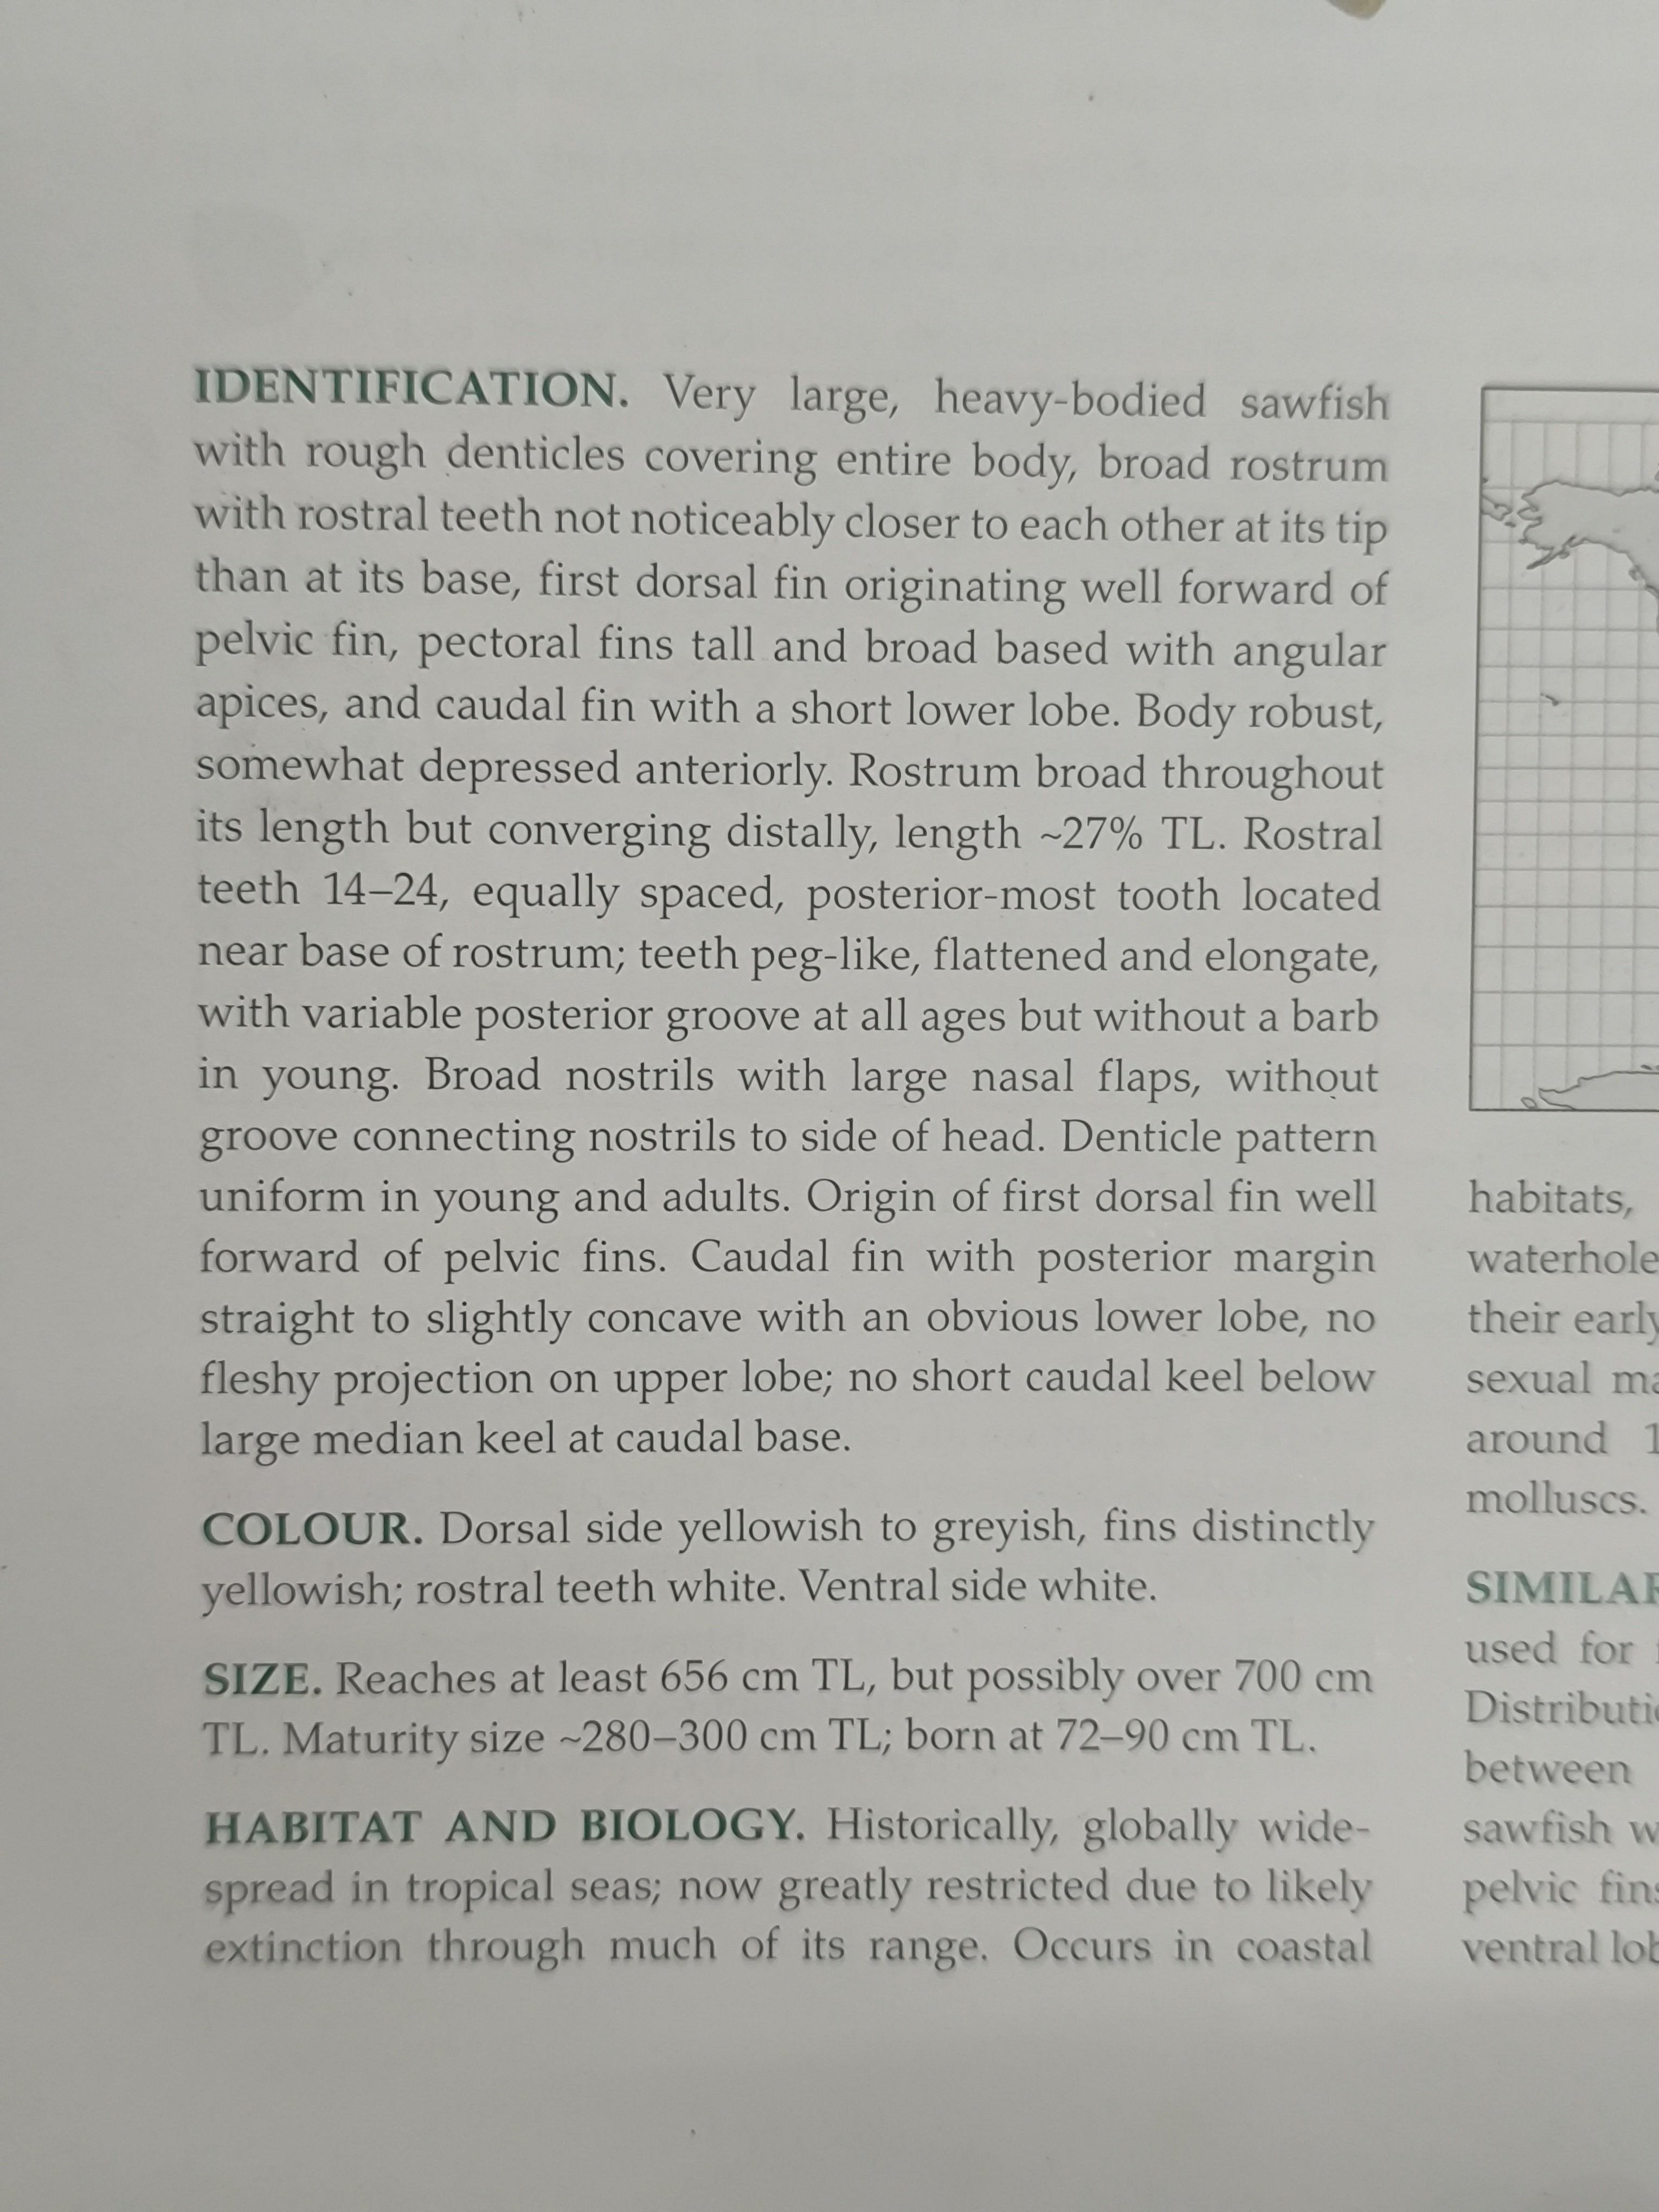 IDENTIFICATION. Very large, heavy-bodied sawfish
with rough denticles covering entire body, broad rostrum
with rostral teeth not noticeably closer to each other at its tip
than at its base, first dorsal fin originating well forward of
pelvic fin, pectoral fins tall and broad based with angular
apices, and caudal fin with a short lower lobe. Body robust,
somewhat depressed anteriorly. Rostrum broad throughout
its length but converging distally, length ~27% TL. Rostral
teeth 14–24, equally spaced, posterior-most tooth located
near base of rostrum; teeth peg-like, flattened and elongate,
with variable posterior groove at all ages but without a barb
in young. Broad nostrils with large nasal flaps, without
groove connecting nostrils to side of head. Denticle pattern
uniform in young and adults. Origin of first dorsal fin well
forward of pelvic fins. Caudal fin with posterior margin
straight to slightly concave with an obvious lower lobe, no
fleshy projection on upper lobe; no short caudal keel below
large median keel at caudal base.
COLOUR. Dorsal side yellowish to greyish, fins distinctly
yellowish; rostral teeth white. Ventral side white.
SIZE. Reaches at least 656 cm TL, but possibly over 700 cm
TL. Maturity size ~280–300 cm TL; born at 72–90 cm TL.
HABITAT AND BIOLOGY. Historically, globally wide-
spread in tropical seas; now greatly restricted due to likely
extinction through much of its range. Occurs in coastal
habitats,
waterhole
their early
sexual
around
molluscs.
used for
between
sawfish
pelvic
ventral